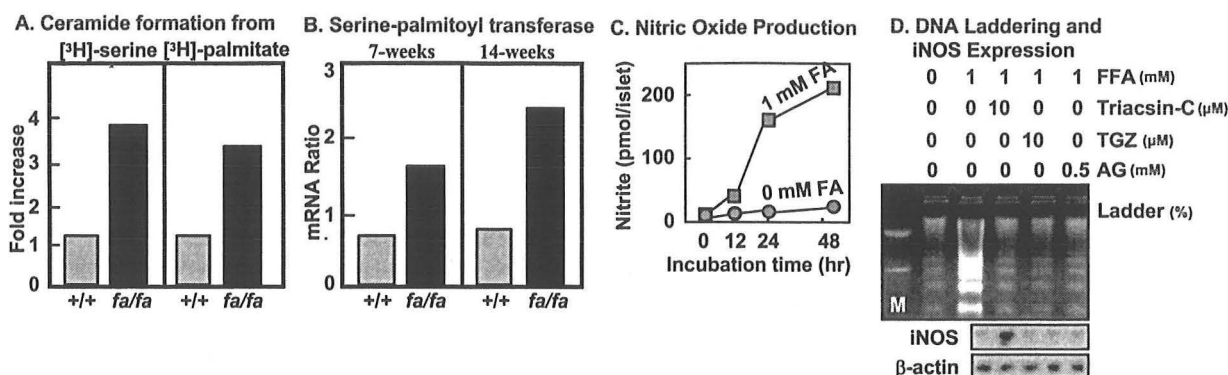 A. Ceramide formation from
[³H]-serine [³H]-palmitate
Fold increase
4
3
2
1
0
+/+ fa/fa +/+ fa/fa
B. Serine-palmitoyl transferase
7-weeks 14-weeks
mRNA Ratio
3
2
1
0
+/+ fa/fa +/+ fa/fa
C. Nitric Oxide Production
Nitrite (pmol/islet)
200
100
0
1 mM FA
0 mM FA
0 12 24 48
Incubation time (hr)
D. DNA Laddering and
iNOS Expression
0 1 1 1 1 FFA (mM)
0 0 10 0 0 Triacsin-C (μM)
0 0 0 10 0 TGZ (μM)
0 0 0 0 0.5 AG (mM)
Ladder (%)
M
iNOS
β-actin